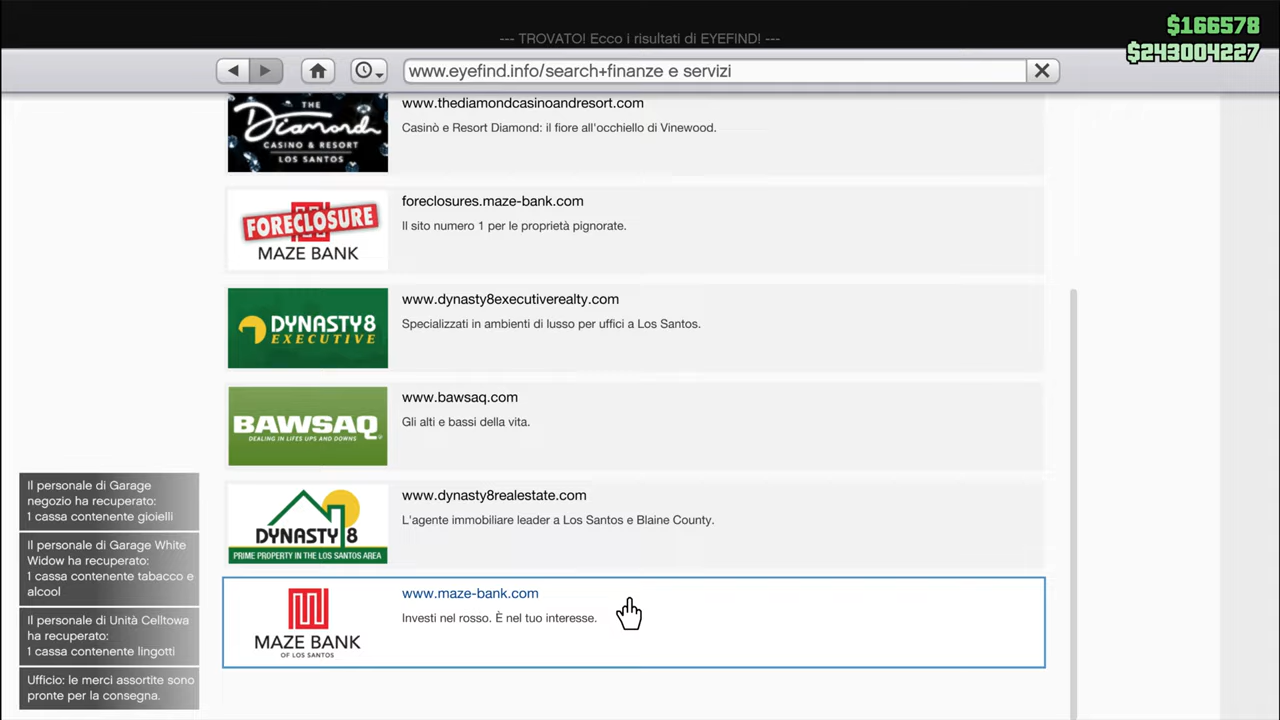 $166578
--- TROVATO! Ecco i risultati di EYEFIND! ---
$243004227
www.eyefind.info/search+finanze e servizi
THE
Diamond
CASINO & RESORT
LOS SANTOS
www.thediamondcasinoandresort.com
Casinò e Resort Diamond: il fiore all'occhiello di Vinewood.
FORECLOSURE
MAZE BANK
foreclosures.maze-bank.com
Il sito numero 1 per le proprietà pignorate.
DYNASTY8
EXECUTIVE
www.dynasty8executiverealty.com
Specializzati in ambienti di lusso per uffici a Los Santos.
BAWSAQ
DEALING IN LIFES UPS AND DOWNS
www.bawsaq.com
Gli alti e bassi della vita.
DYNASTY 8
PRIME PROPERTY IN THE LOS SANTOS AREA
www.dynasty8realestate.com
L'agente immobiliare leader a Los Santos e Blaine County.
MAZE BANK
OF LOS SANTOS
www.maze-bank.com
Investi nel rosso. È nel tuo interesse.
Il personale di Garage
negozio ha recuperato:
1 cassa contenente gioielli
Il personale di Garage White
Widow ha recuperato:
1 cassa contenente tabacco e
alcool
Il personale di Unità Celltowa
ha recuperato:
1 cassa contenente lingotti
Ufficio: le merci assortite sono
pronte per la consegna.